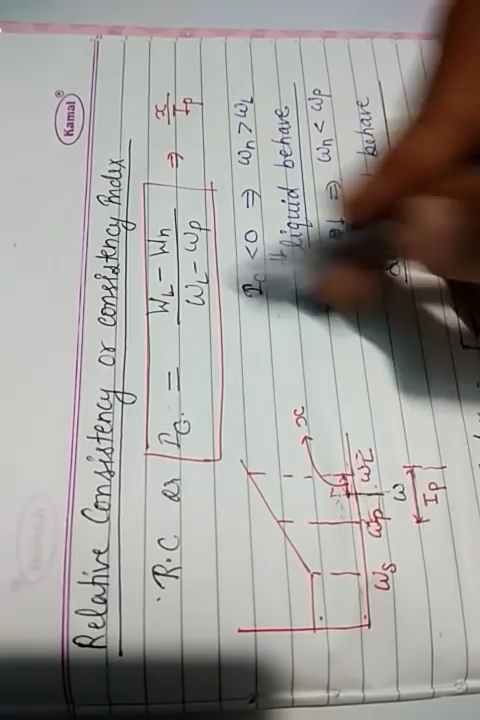 Kamal
Relative Consistency or consistency Index
R.C or I_C = (W_L − W_n) / (W_L − W_P) ⇒ x / I_P
I_C < 0 ⇒ W_n > W_L
liquid behave
⇒ W_n < W_P
behave
x
W_S W_P W_L
W
I_P